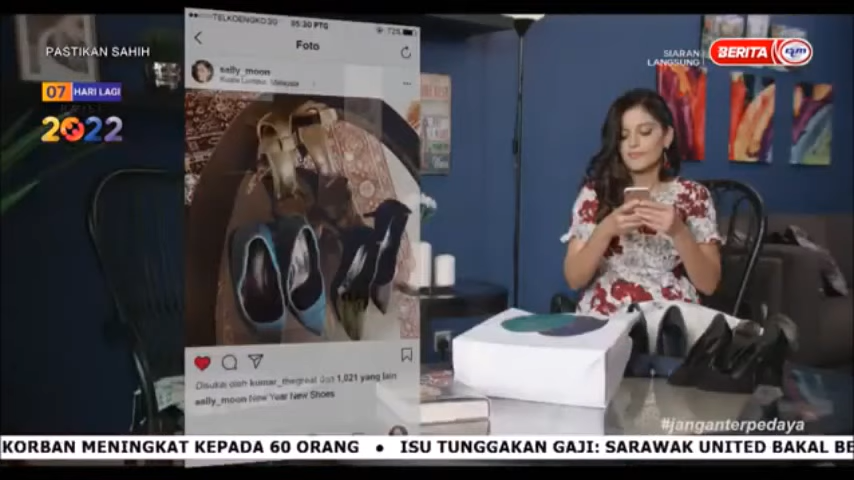 TELKOENGKO 3G 05:30 PTG 72%
Foto
PASTIKAN SAHIH
sally_moon
Kuala Lumpur, Malaysia
SIARAN
LANGSUNG
BERITA
07 HARI LAGI
2022
Disukai oleh kumar_thegreat dan 1,021 yang lain
sally_moon New Year New Shoes
#janganterpedaya
KORBAN MENINGKAT KEPADA 60 ORANG • ISU TUNGGAKAN GAJI: SARAWAK UNITED BAKAL BE